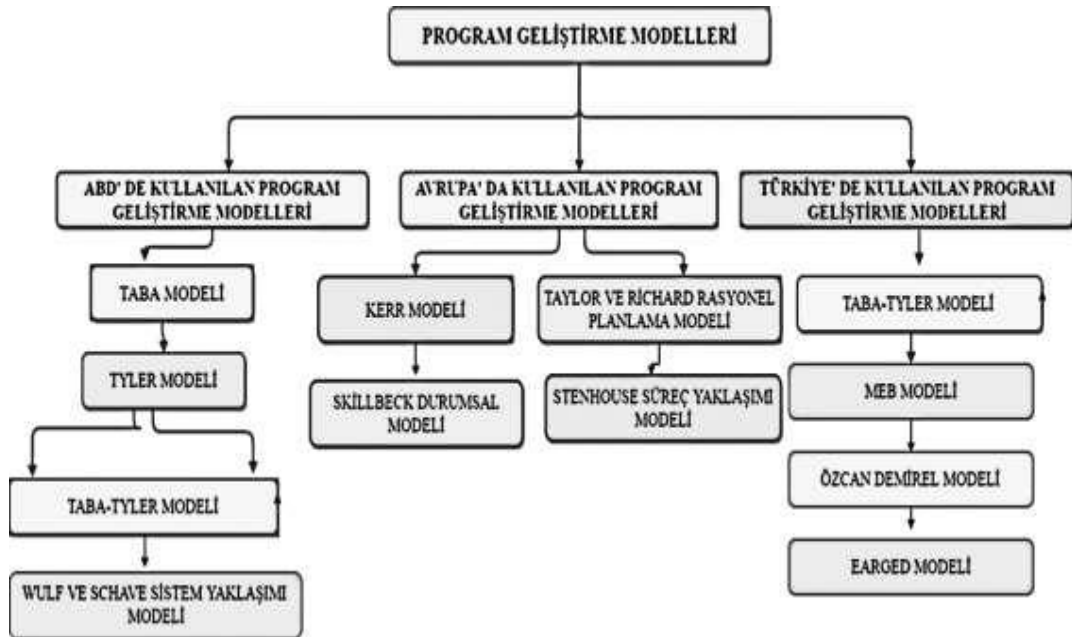 PROGRAM GELİŞTİRME MODELLERİ
ABD' DE KULLANILAN PROGRAM
GELİŞTİRME MODELLERİ
TABA MODELİ
TYLER MODELİ
TABA-TYLER MODELİ
WULF VE SCHAVE SİSTEM YAKLAŞIMI
MODELİ
AVRUPA' DA KULLANILAN PROGRAM
GELİŞTİRME MODELLERİ
KERR MODELİ
SKİLLBECK DURUMSAL
MODELİ
TAYLOR VE RİCHARD RASYONEL
PLANLAMA MODELİ
STENHOUSE SÜREÇ YAKLAŞIMI
MODELİ
TÜRKİYE' DE KULLANILAN PROGRAM
GELİŞTİRME MODELLERİ
TABA-TYLER MODELİ
MEB MODELİ
ÖZCAN DEMİREL MODELİ
EARGED MODELİ